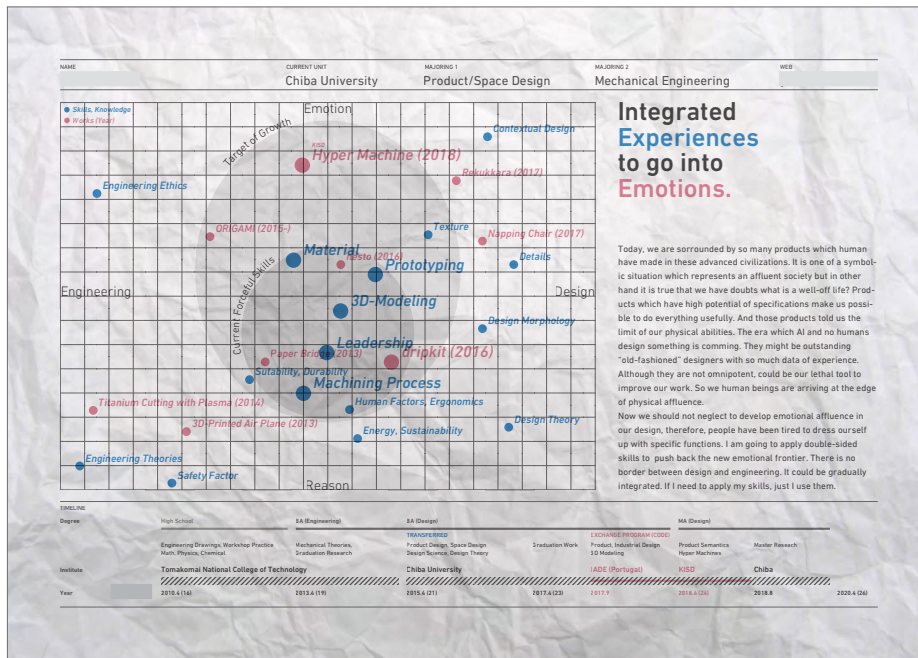 NAME
CURRENT UNIT
MAJORING 1
MAJORING 2
WEB
Chiba University
Product/Space Design
Mechanical Engineering
Skills, Knowledge
Works (Year)
Emotion
Target of Growth
KISD
Hyper Machine (2018)
Contextual Design
Rekukkara (2017)
Engineering Ethics
ORIGAMI (2015-)
Texture
Napping Chair (2017)
Material
(2016)
Prototyping
Details
Engineering
Design
Current Forceful Skills
3D-Modeling
Design Morphology
Leadership
Paper Bridge (2013)
dripkit (2016)
Sutability, Durability
Machining Process
Titanium Cutting with Plasma (2014)
Human Factors, Ergonomics
3D-Printed Air Plane (2013)
Energy, Sustainability
Design Theory
Engineering Theories
Safety Factor
Reason
Integrated
Experiences
to go into
Emotions.
Today, we are sorrounded by so many products which human
have made in these advanced civilizations. It is one of a symbol-
ic situation which represents an affluent society but in other
hand it is true that we have doubts what is a well-off life? Prod-
ucts which have high potential of specifications make us possi-
ble to do everything usefully. And those products told us the
limit of our physical abilities. The era which AI and no humans
design something is comming. They might be outstanding
"old-fashioned" designers with so much data of experience.
Although they are not omnipotent, could be our lethal tool to
improve our work. So we human beings are arriving at the edge
of physical affluence.
Now we should not neglect to develop emotional affluence in
our design, therefore, people have been tired to dress ourself
up with specific functions. I am going to apply double-sided
skills to push back the new emotional frontier. There is no
border between design and engineering. It could be gradually
integrated. If I need to apply my skills, just I use them.
TIMELINE
Degree
High School
BA (Engineering)
BA (Design)
MA (Design)
TRANSFERRED
EXCHANGE PROGRAM (CODE)
Engineering Drawings, Workshop Practice
Math, Physics, Chemical
Mechanical Theories,
Graduation Research
Product Design, Space Design
Design Science, Design Theory
Graduation Work
Product, Industrial Design
3D Modeling
Product Semantics
Hyper Machines
Master Reseach
Institute
Tomakomai National College of Technology
Chiba University
IADE (Portugal)
KISD
Chiba
Year
2010.4 (16)
2013.4 (19)
2015.4 (21)
2017.4 (23)
2017.9
2018.4 (24)
2018.8
2020.4 (26)